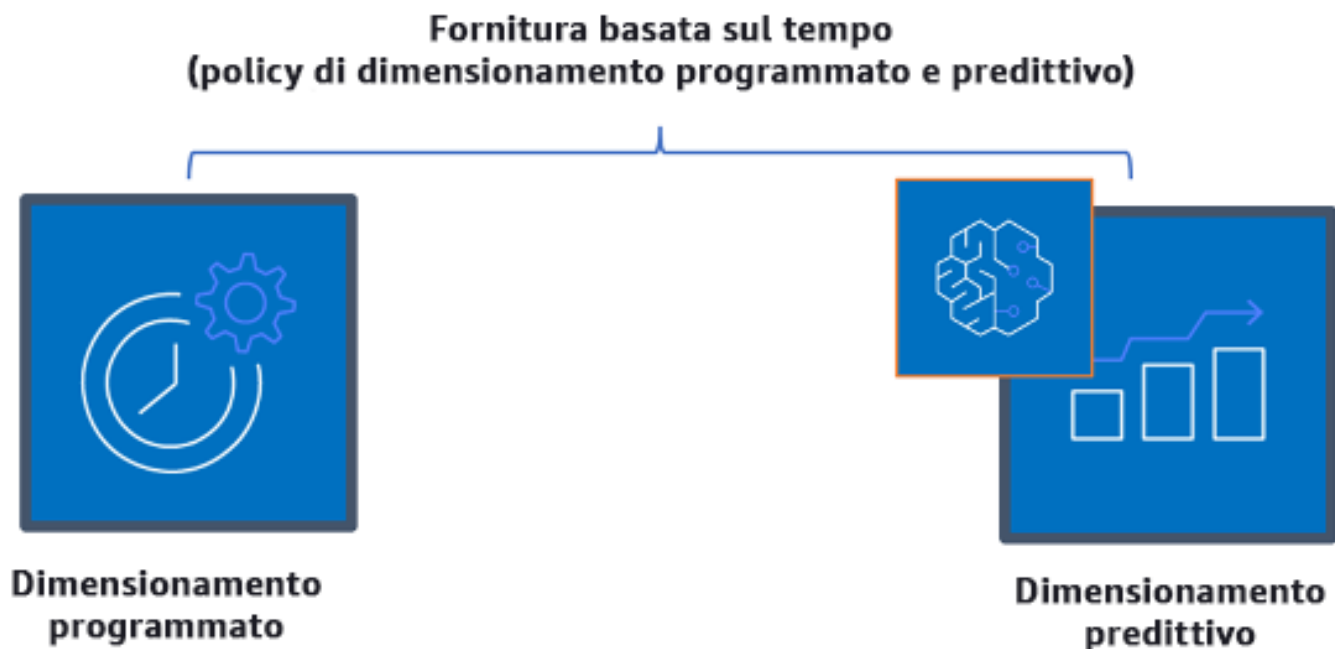 Fornitura basata sul tempo
(policy di dimensionamento programmato e predittivo)
Dimensionamento
programmato
Dimensionamento
predittivo